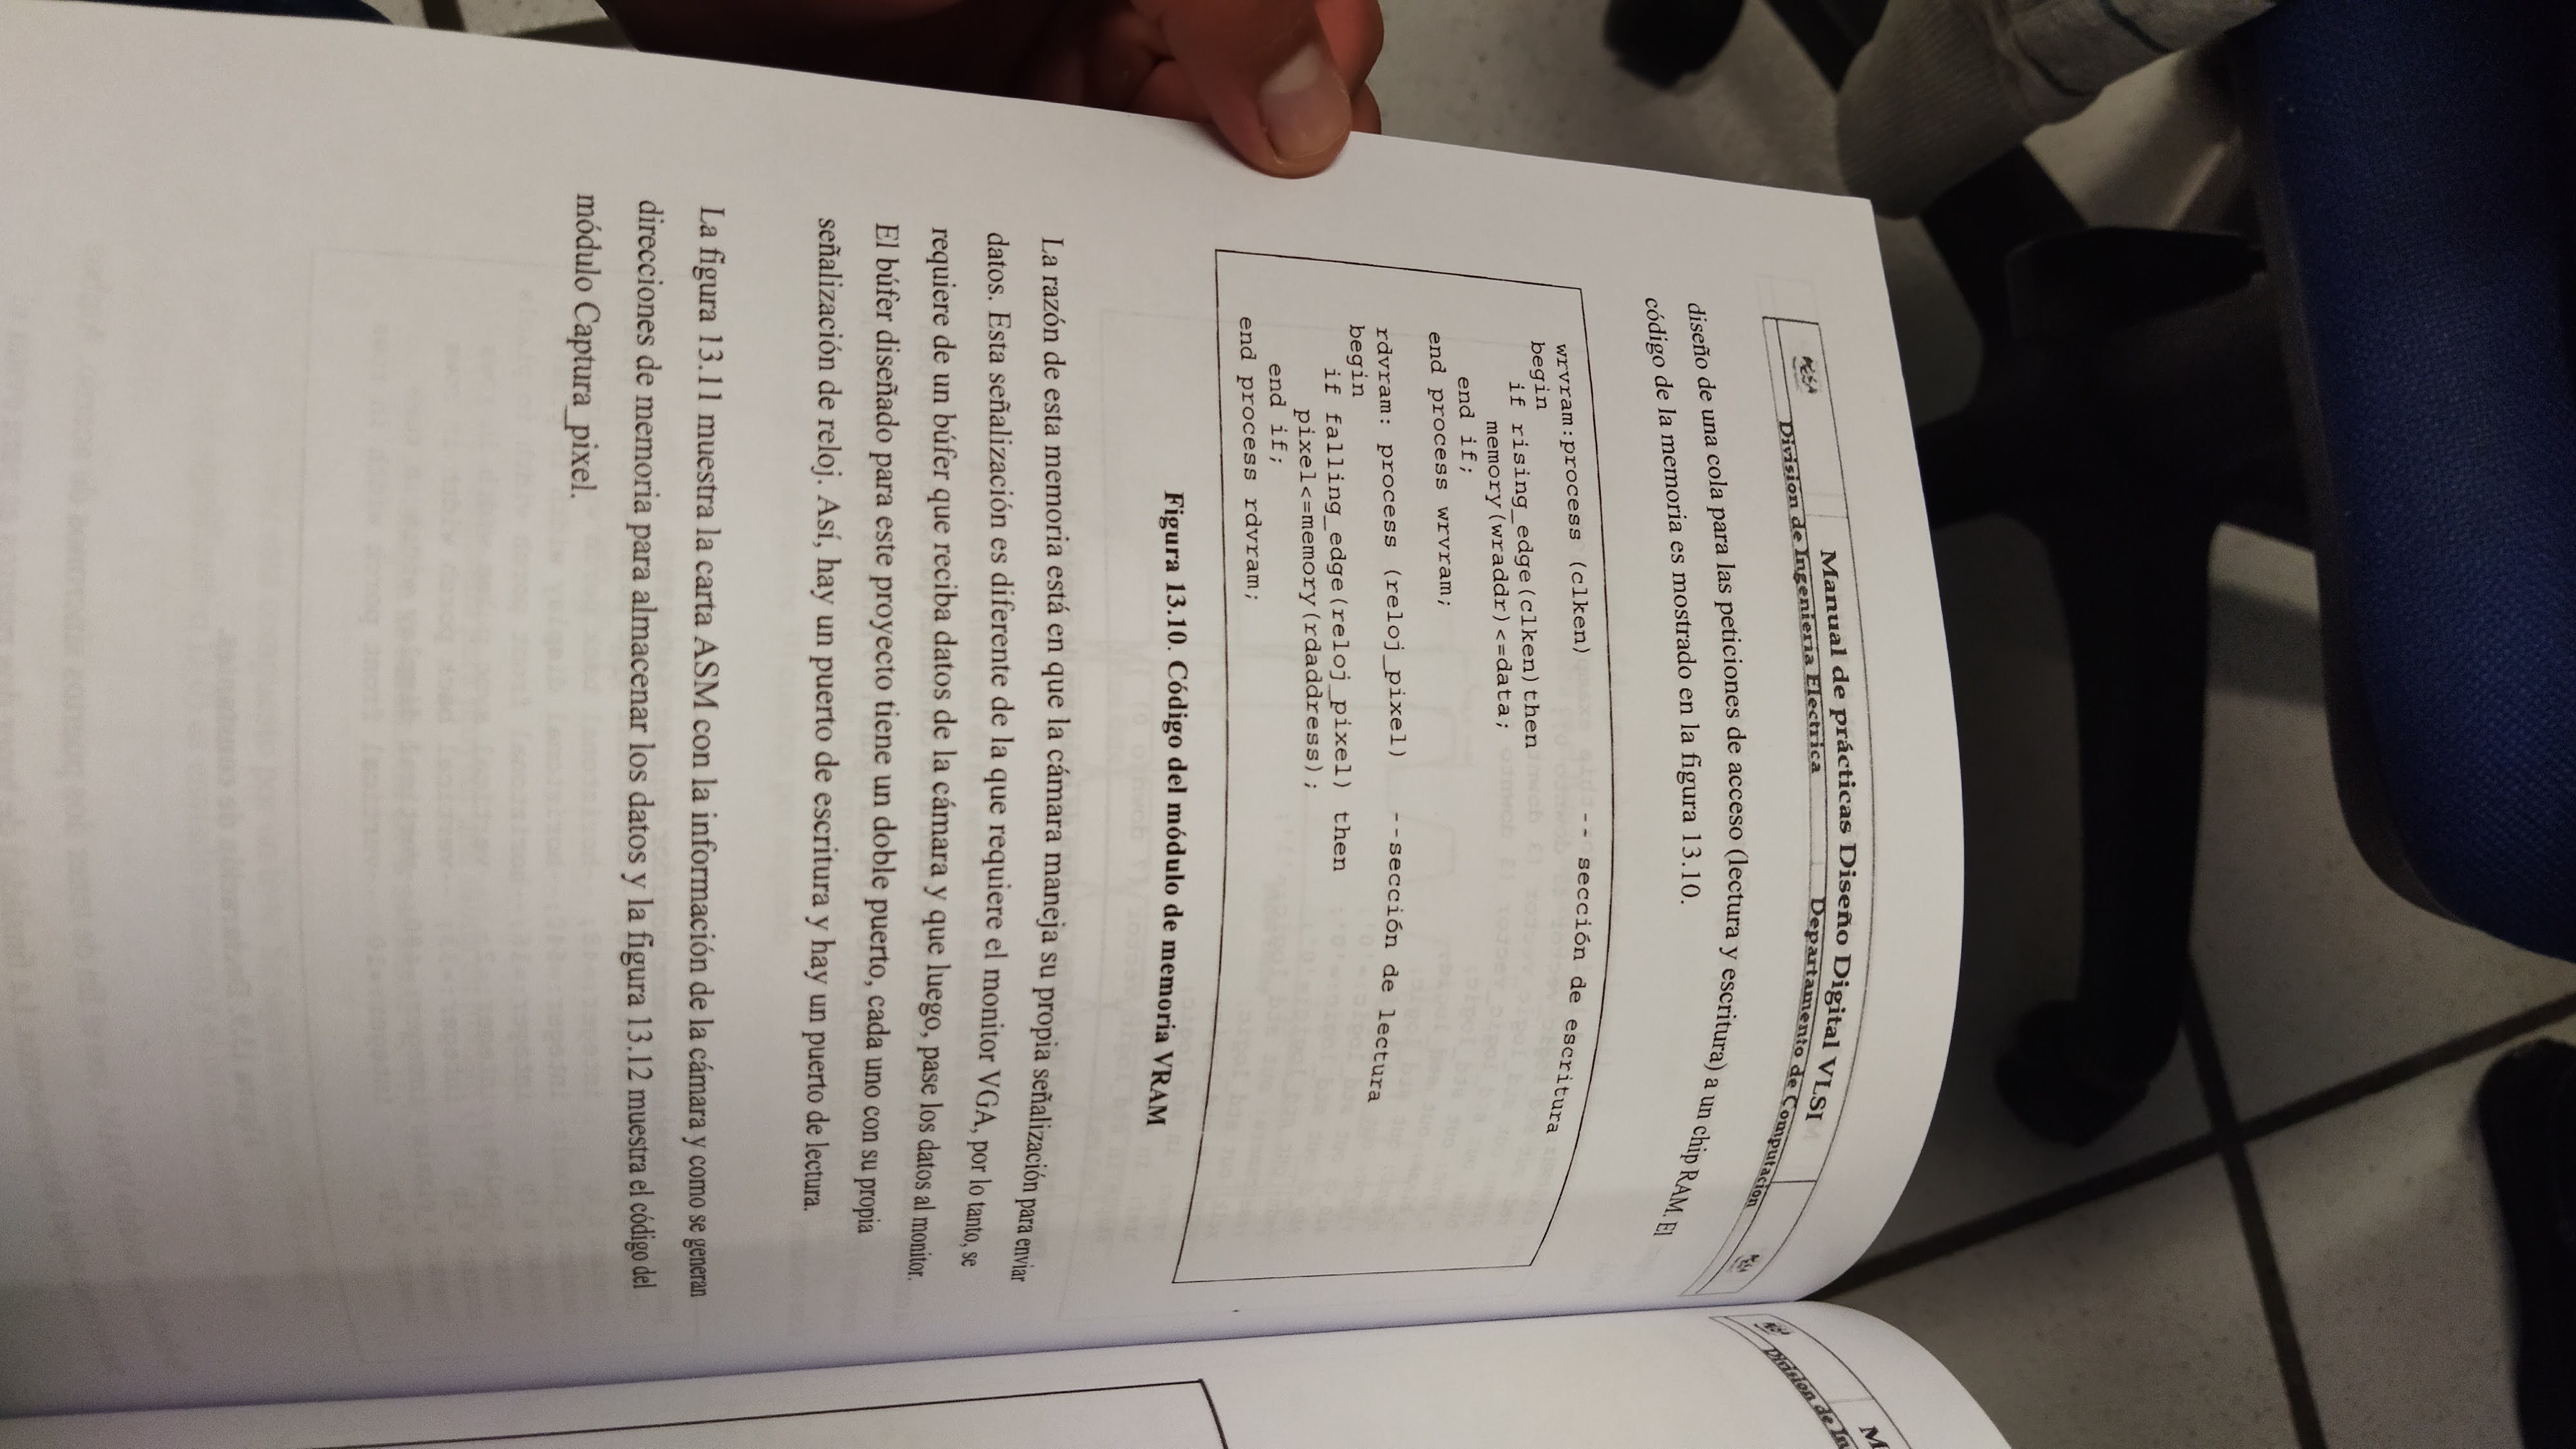 Manual de prácticas Diseño Digital VLSI
División de Ingeniería Eléctrica Departamento de Computación
diseño de una cola para las peticiones de acceso (lectura y escritura) a un chip RAM. El
código de la memoria es mostrado en la figura 13.10.
wrvram:process (clken) -- sección de escritura
begin
if rising_edge(clken)then
memory(wraddr)<=data;
end if;
end process wrvram;
rdvram: process (reloj_pixel) --sección de lectura
begin
if falling_edge(reloj_pixel) then
pixel<=memory(rdaddress);
end if;
end process rdvram;
Figura 13.10. Código del módulo de memoria VRAM
La razón de esta memoria está en que la cámara maneja su propia señalización para enviar
datos. Esta señalización es diferente de la que requiere el monitor VGA, por lo tanto, se
requiere de un búfer que reciba datos de la cámara y que luego, pase los datos al monitor.
El búfer diseñado para este proyecto tiene un doble puerto, cada uno con su propia
señalización de reloj. Así, hay un puerto de escritura y hay un puerto de lectura.
La figura 13.11 muestra la carta ASM con la información de la cámara y como se generan
direcciones de memoria para almacenar los datos y la figura 13.12 muestra el código del
módulo Captura_pixel.
M
División de In